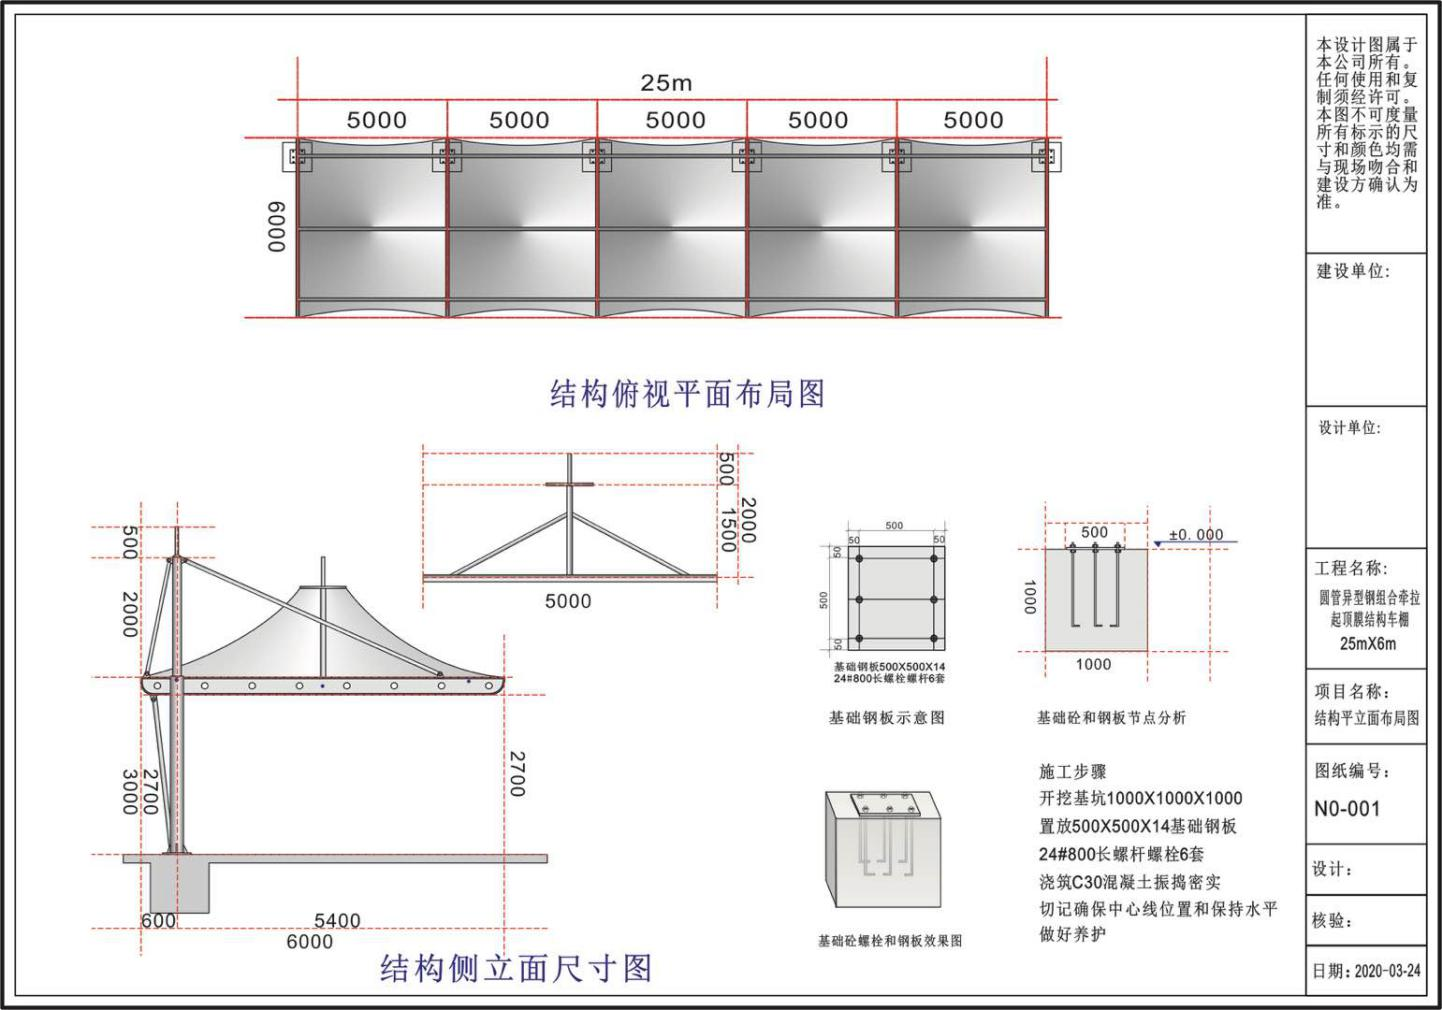 25m
5000
5000
5000
5000
5000
6000
结构俯视平面布局图
500
2000
1500
5000
500
2000
2700
3000
2700
600
5400
6000
结构侧立面尺寸图
500
50
50
50
500
50
基础钢板500X500X14
24#800长螺栓螺杆6套
基础钢板示意图
500
±0.000
1000
1000
基础砼和钢板节点分析
基础砼螺栓和钢板效果图
施工步骤
开挖基坑1000X1000X1000
置放500X500X14基础钢板
24#800长螺杆螺栓6套
浇筑C30混凝土振捣密实
切记确保中心线位置和保持水平
做好养护
本设计图属于
本公司所有。
任何使用和复
制须经许可。
本图不可度量
所有标示的尺
寸和颜色均需
与现场吻合和
建设方确认为
准。
建设单位:
设计单位:
工程名称:
圆管异型钢组合牵拉
起顶膜结构车棚
25mX6m
项目名称:
结构平立面布局图
图纸编号:
N0-001
设计:
核验:
日期:2020-03-24